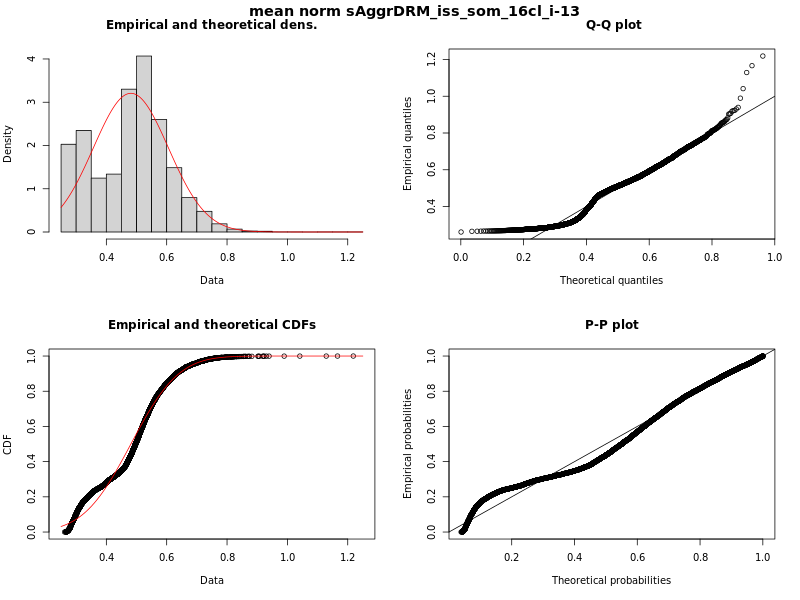 mean norm sAggrDRM_iss_som_16cl_i-13
Empirical and theoretical dens.
Density
0 1 2 3 4
0.4 0.6 0.8 1.0 1.2
Data
Q-Q plot
Empirical quantiles
0.4 0.6 0.8 1.0 1.2
0.0 0.2 0.4 0.6 0.8 1.0
Theoretical quantiles
Empirical and theoretical CDFs
CDF
0.0 0.2 0.4 0.6 0.8 1.0
0.4 0.6 0.8 1.0 1.2
Data
P-P plot
Empirical probabilities
0.0 0.2 0.4 0.6 0.8 1.0
0.2 0.4 0.6 0.8 1.0
Theoretical probabilities